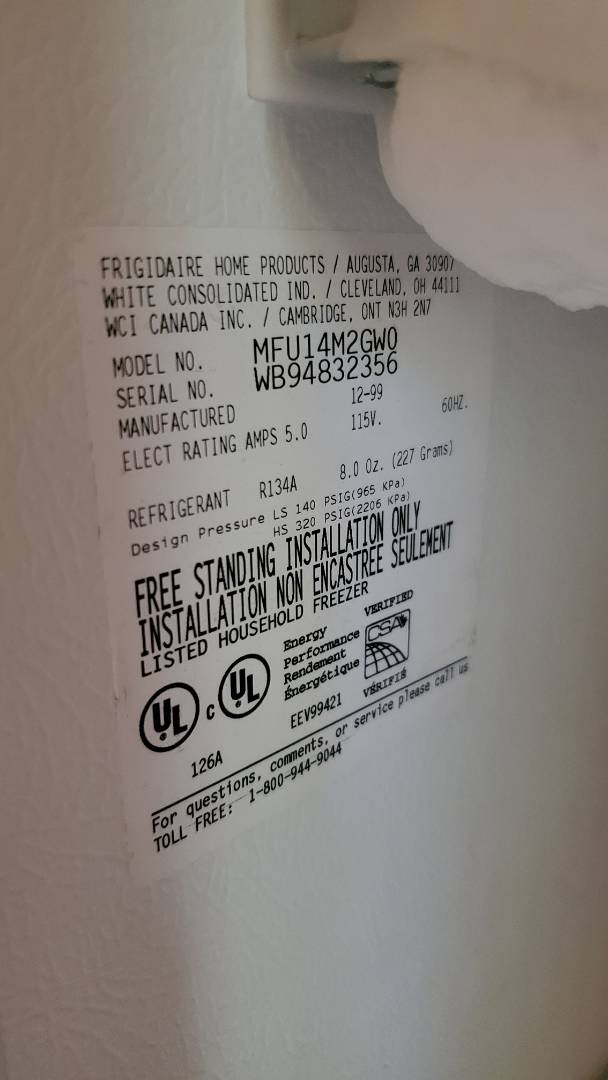 FRIGIDAIRE HOME PRODUCTS / AUGUSTA, GA 30907
WHITE CONSOLIDATED IND. / CLEVELAND, OH 44111
WCI CANADA INC. / CAMBRIDGE, ONT N3H 2N7
MODEL NO. MFU14M2GW0
SERIAL NO. WB94832356
MANUFACTURED 12-99
ELECT RATING AMPS 5.0 115V. 60HZ.
REFRIGERANT R134A 8.0 Oz. (227 Grams)
Design Pressure LS 140 PSIG(965 KPa)
HS 320 PSIG(2206 KPa)
FREE STANDING INSTALLATION ONLY
INSTALLATION NON ENCASTREE SEULEMENT
LISTED HOUSEHOLD FREEZER
UL C UL
Energy
Performance
Rendement
Énergétique
VERIFIED
CSA
VÉRIFIÉ
126A
EEV99421
For questions, comments, or service please call us
TOLL FREE: 1-800-944-9044